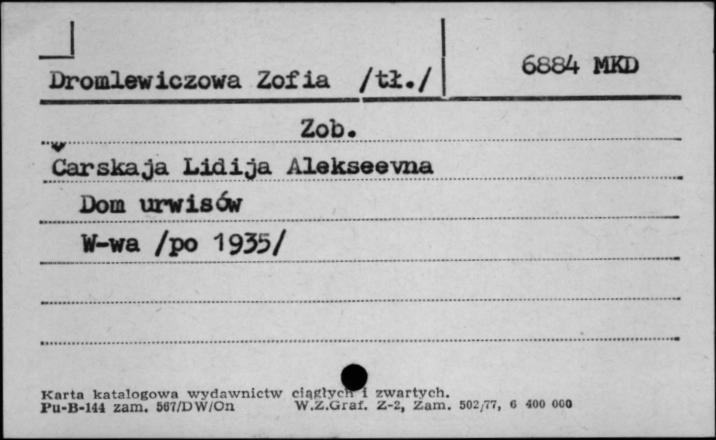 Dromlewiczowa Zofia /tł./ 6884 MKD
Zob.
Čarskaja Lidija Alekseevna
Dom urwisów
W-wa /po 1935/
Karta katalogowa wydawnictw ciągłych i zwartych.
Pu-B-144 zam. 567/DW/On W.Z.Graf. Z-2, Zam. 502/77, 6 400 000